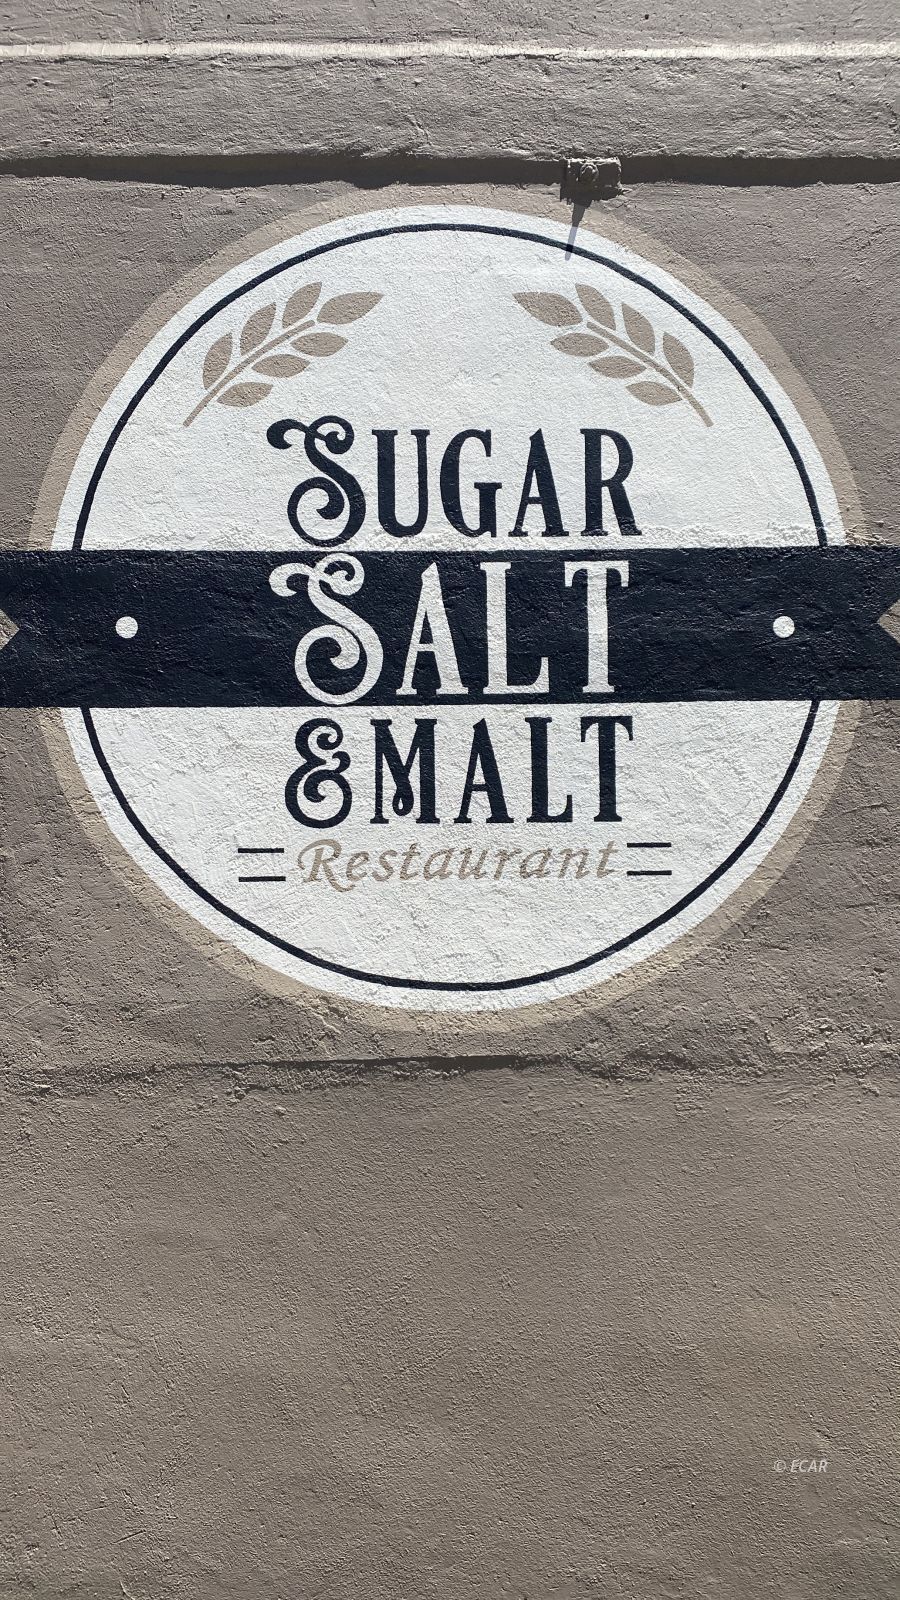 SUGAR
SALT
& MALT
Restaurant
© ECAR